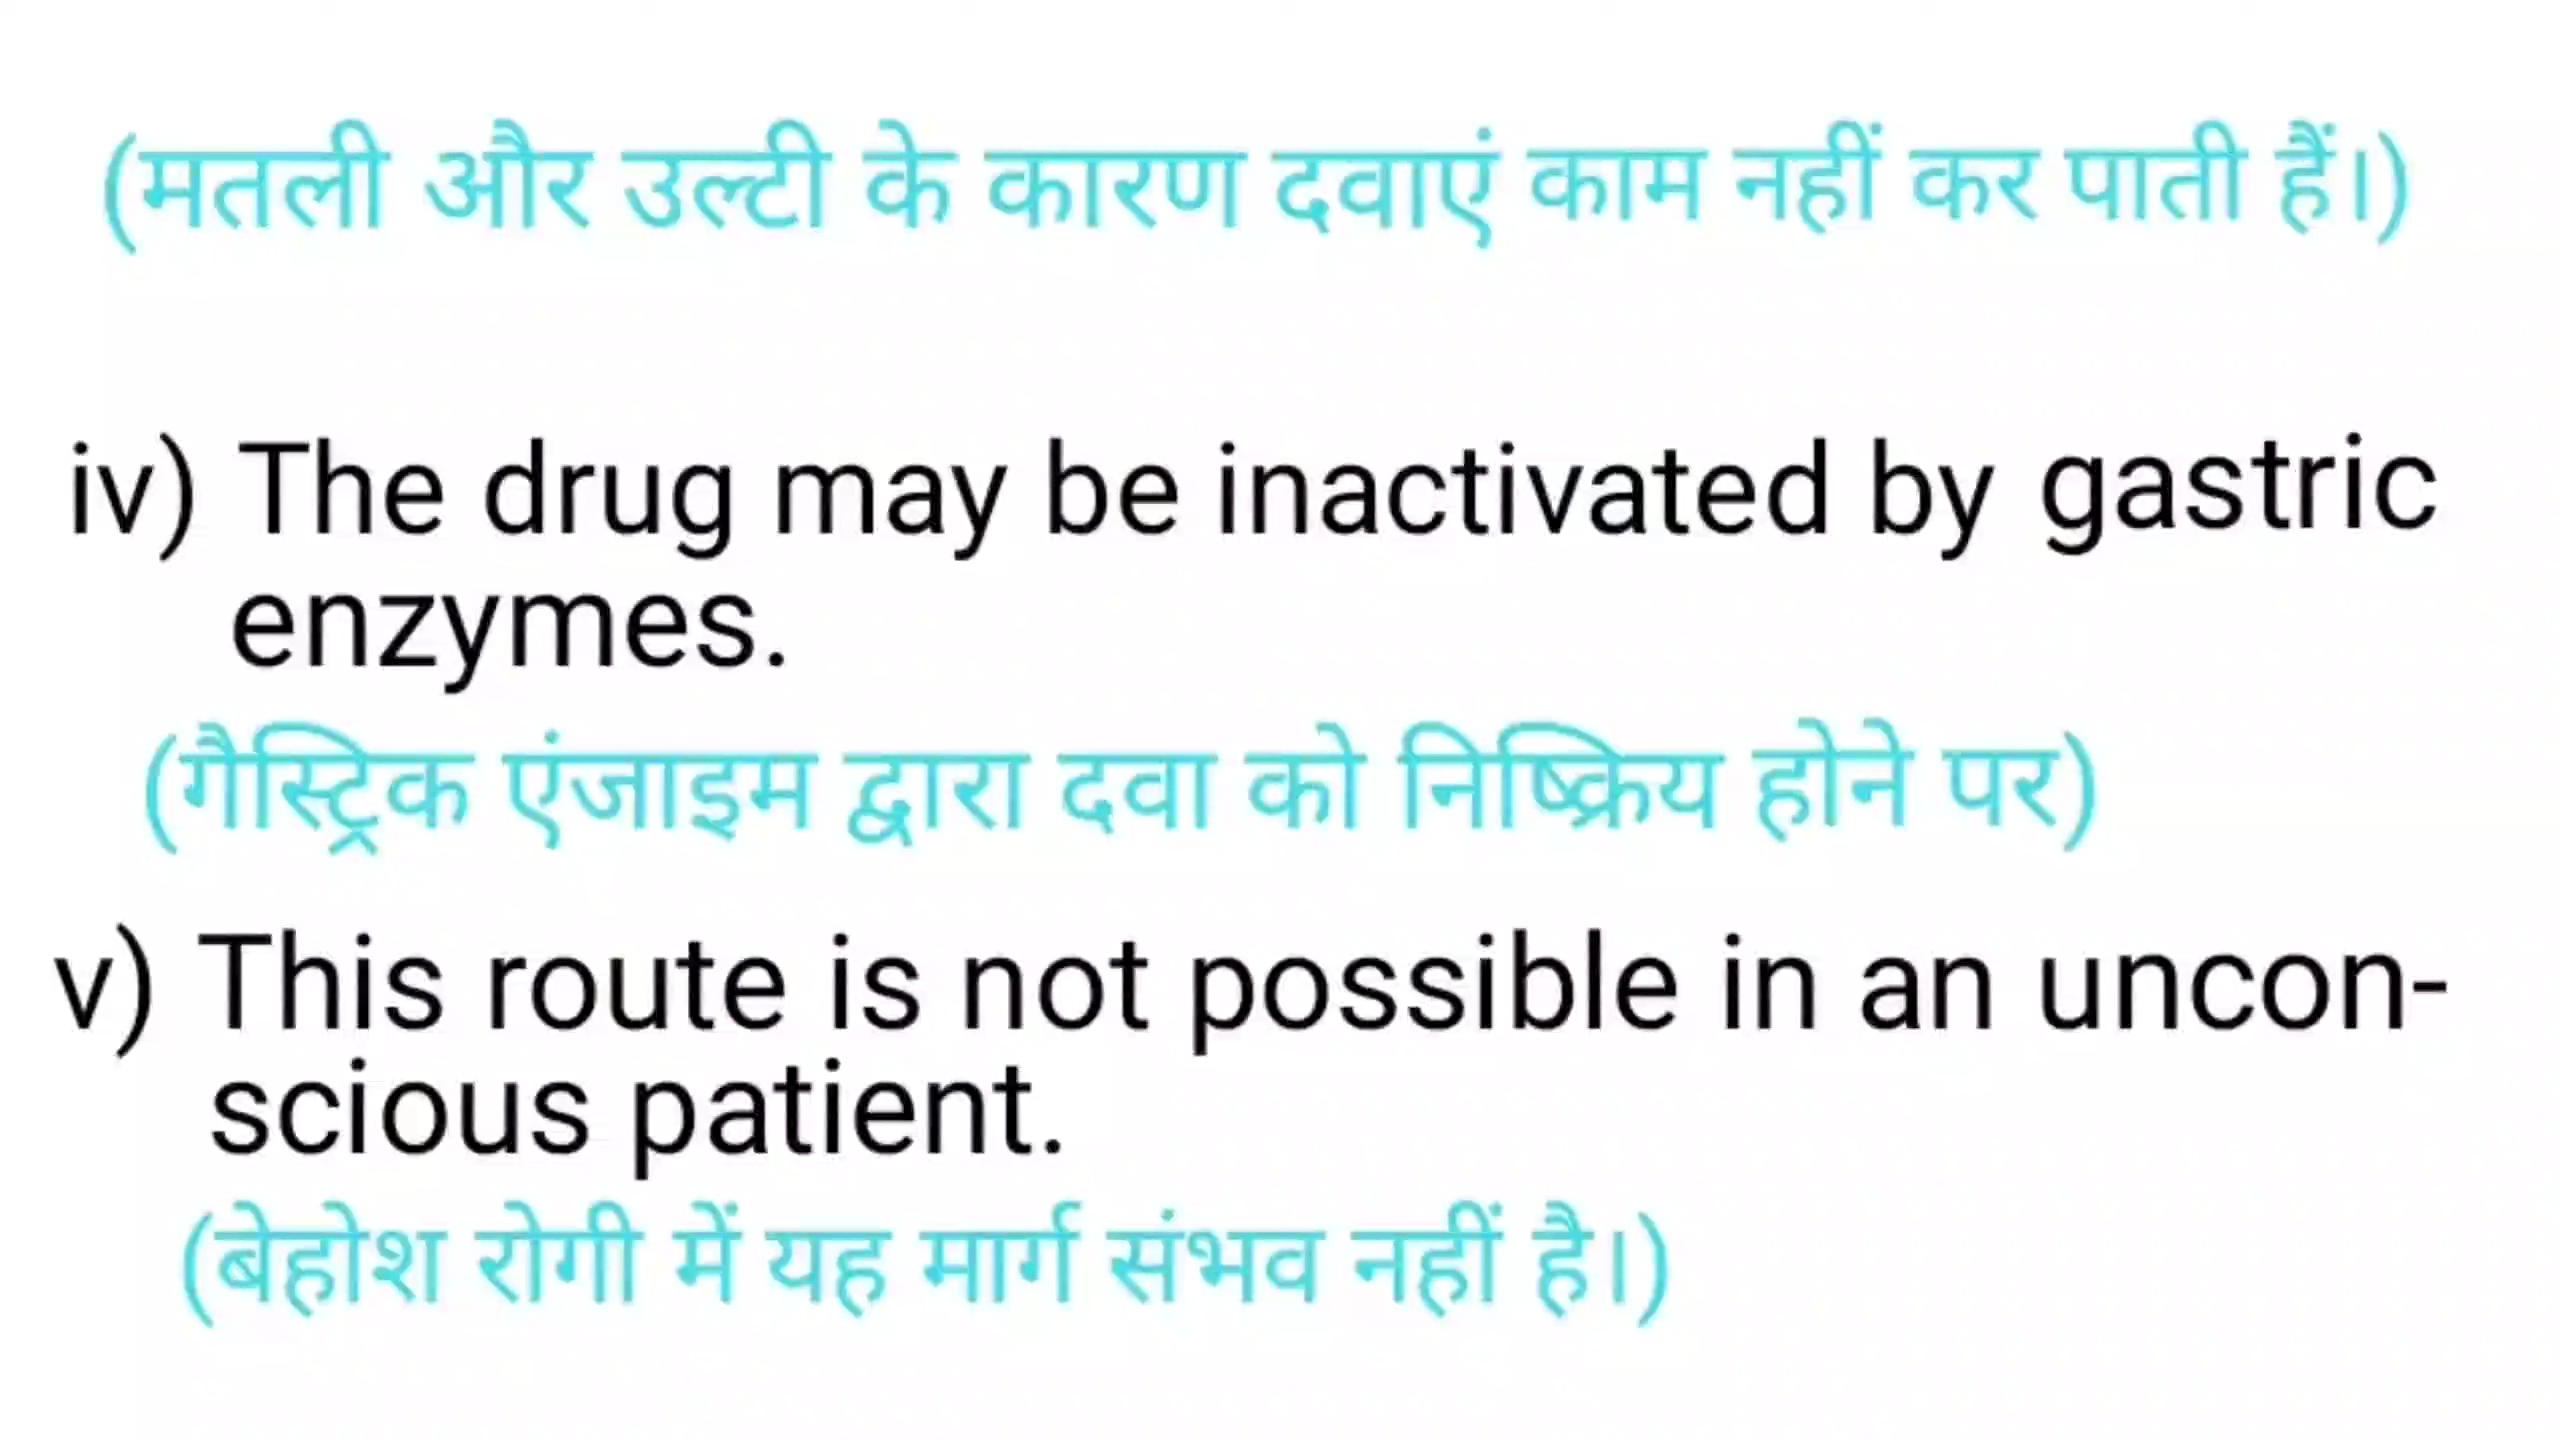 (मतली और उल्टी के कारण दवाएं काम नहीं कर पाती हैं।)
iv) The drug may be inactivated by gastric
enzymes.
(गैस्ट्रिक एंजाइम द्वारा दवा को निष्क्रिय होने पर)
v) This route is not possible in an uncon-
scious patient.
(बेहोश रोगी में यह मार्ग संभव नहीं है।)